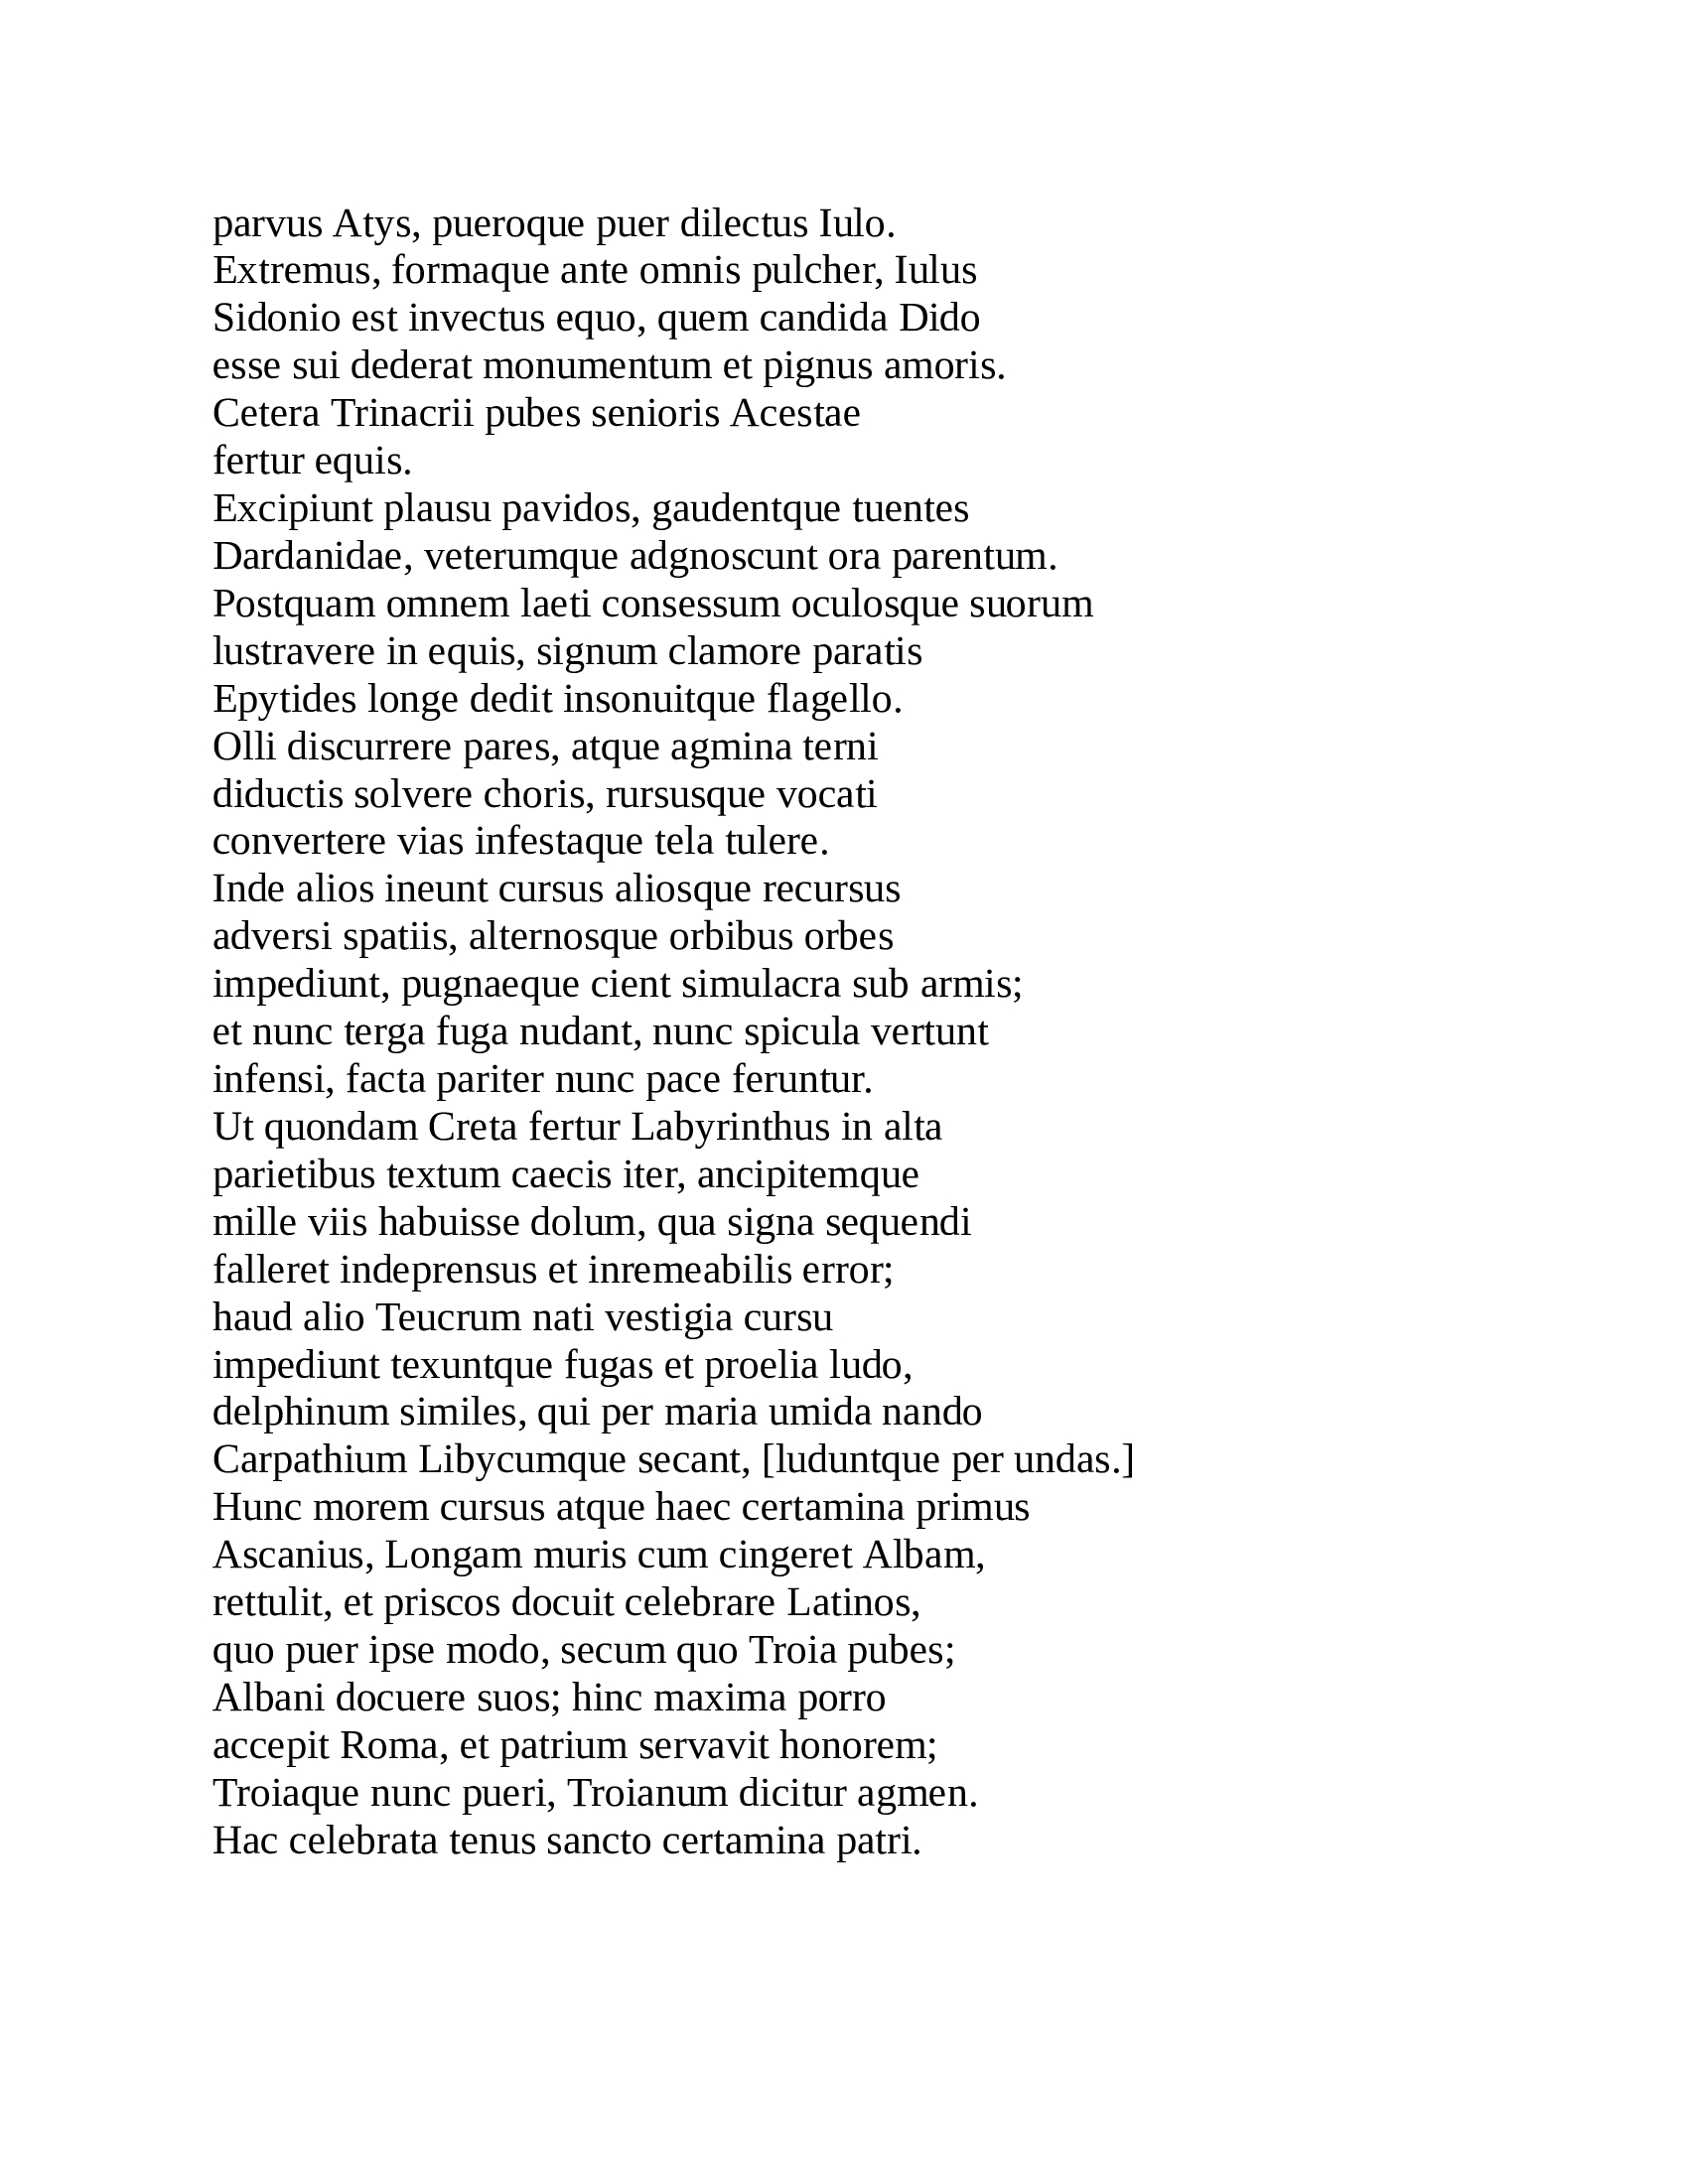 parvus Atys, pueroque puer dilectus Iulo.
Extremus, formaque ante omnis pulcher, Iulus
Sidonio est invectus equo, quem candida Dido
esse sui dederat monumentum et pignus amoris.
Cetera Trinacrii pubes senioris Acestae
fertur equis.
Excipiunt plausu pavidos, gaudentque tuentes
Dardanidae, veterumque adgnoscunt ora parentum.
Postquam omnem laeti consessum oculosque suorum
lustravere in equis, signum clamore paratis
Epytides longe dedit insonuitque flagello.
Olli discurrere pares, atque agmina terni
diductis solvere choris, rursusque vocati
convertere vias infestaque tela tulere.
Inde alios ineunt cursus aliosque recursus
adversi spatiis, alternosque orbibus orbes
impediunt, pugnaeque cient simulacra sub armis;
et nunc terga fuga nudant, nunc spicula vertunt
infensi, facta pariter nunc pace feruntur.
Ut quondam Creta fertur Labyrinthus in alta
parietibus textum caecis iter, ancipitemque
mille viis habuisse dolum, qua signa sequendi
falleret indeprensus et inremeabilis error;
haud alio Teucrum nati vestigia cursu
impediunt texuntque fugas et proelia ludo,
delphinum similes, qui per maria umida nando
Carpathium Libycumque secant, [luduntque per undas.]
Hunc morem cursus atque haec certamina primus
Ascanius, Longam muris cum cingeret Albam,
rettulit, et priscos docuit celebrare Latinos,
quo puer ipse modo, secum quo Troia pubes;
Albani docuere suos; hinc maxima porro
accepit Roma, et patrium servavit honorem;
Troiaque nunc pueri, Troianum dicitur agmen.
Hac celebrata tenus sancto certamina patri.